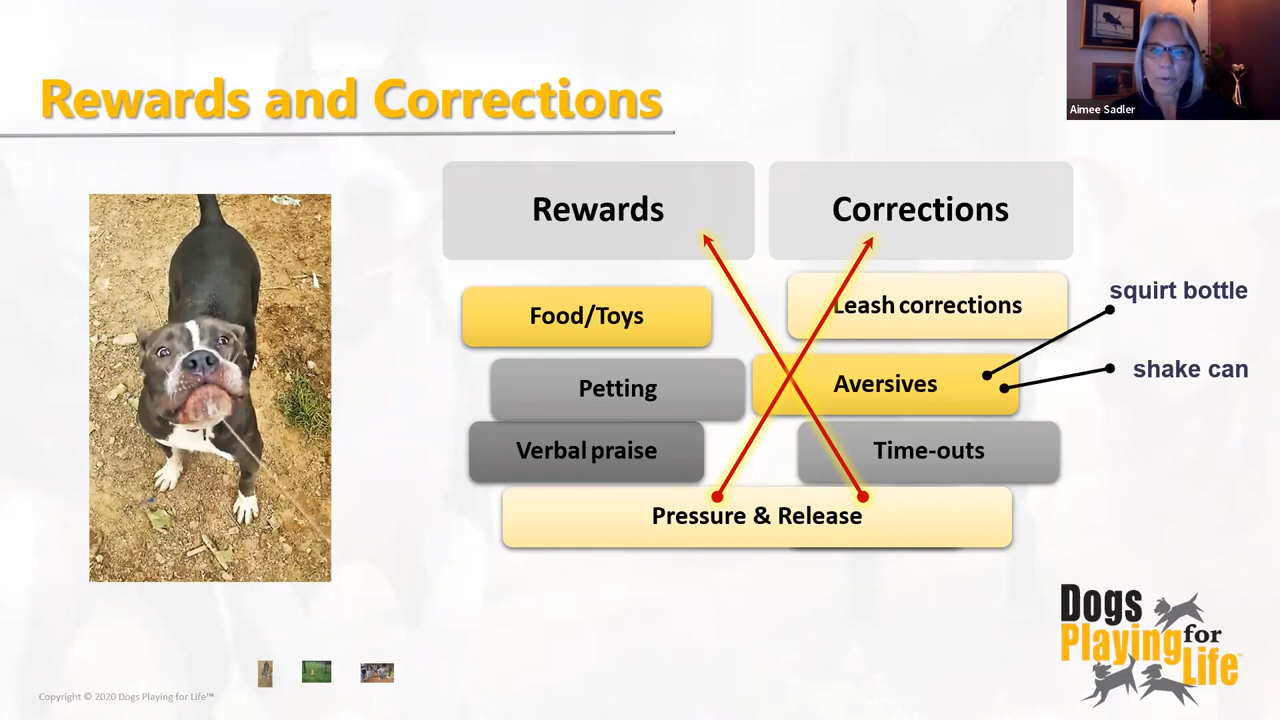 Aimee Sadler
Rewards and Corrections
Rewards
Corrections
Food/Toys
Leash corrections
squirt bottle
Petting
Aversives
shake can
Verbal praise
Time-outs
Pressure & Release
Dogs
Playing for
Life™
Copyright © 2020 Dogs Playing for Life™